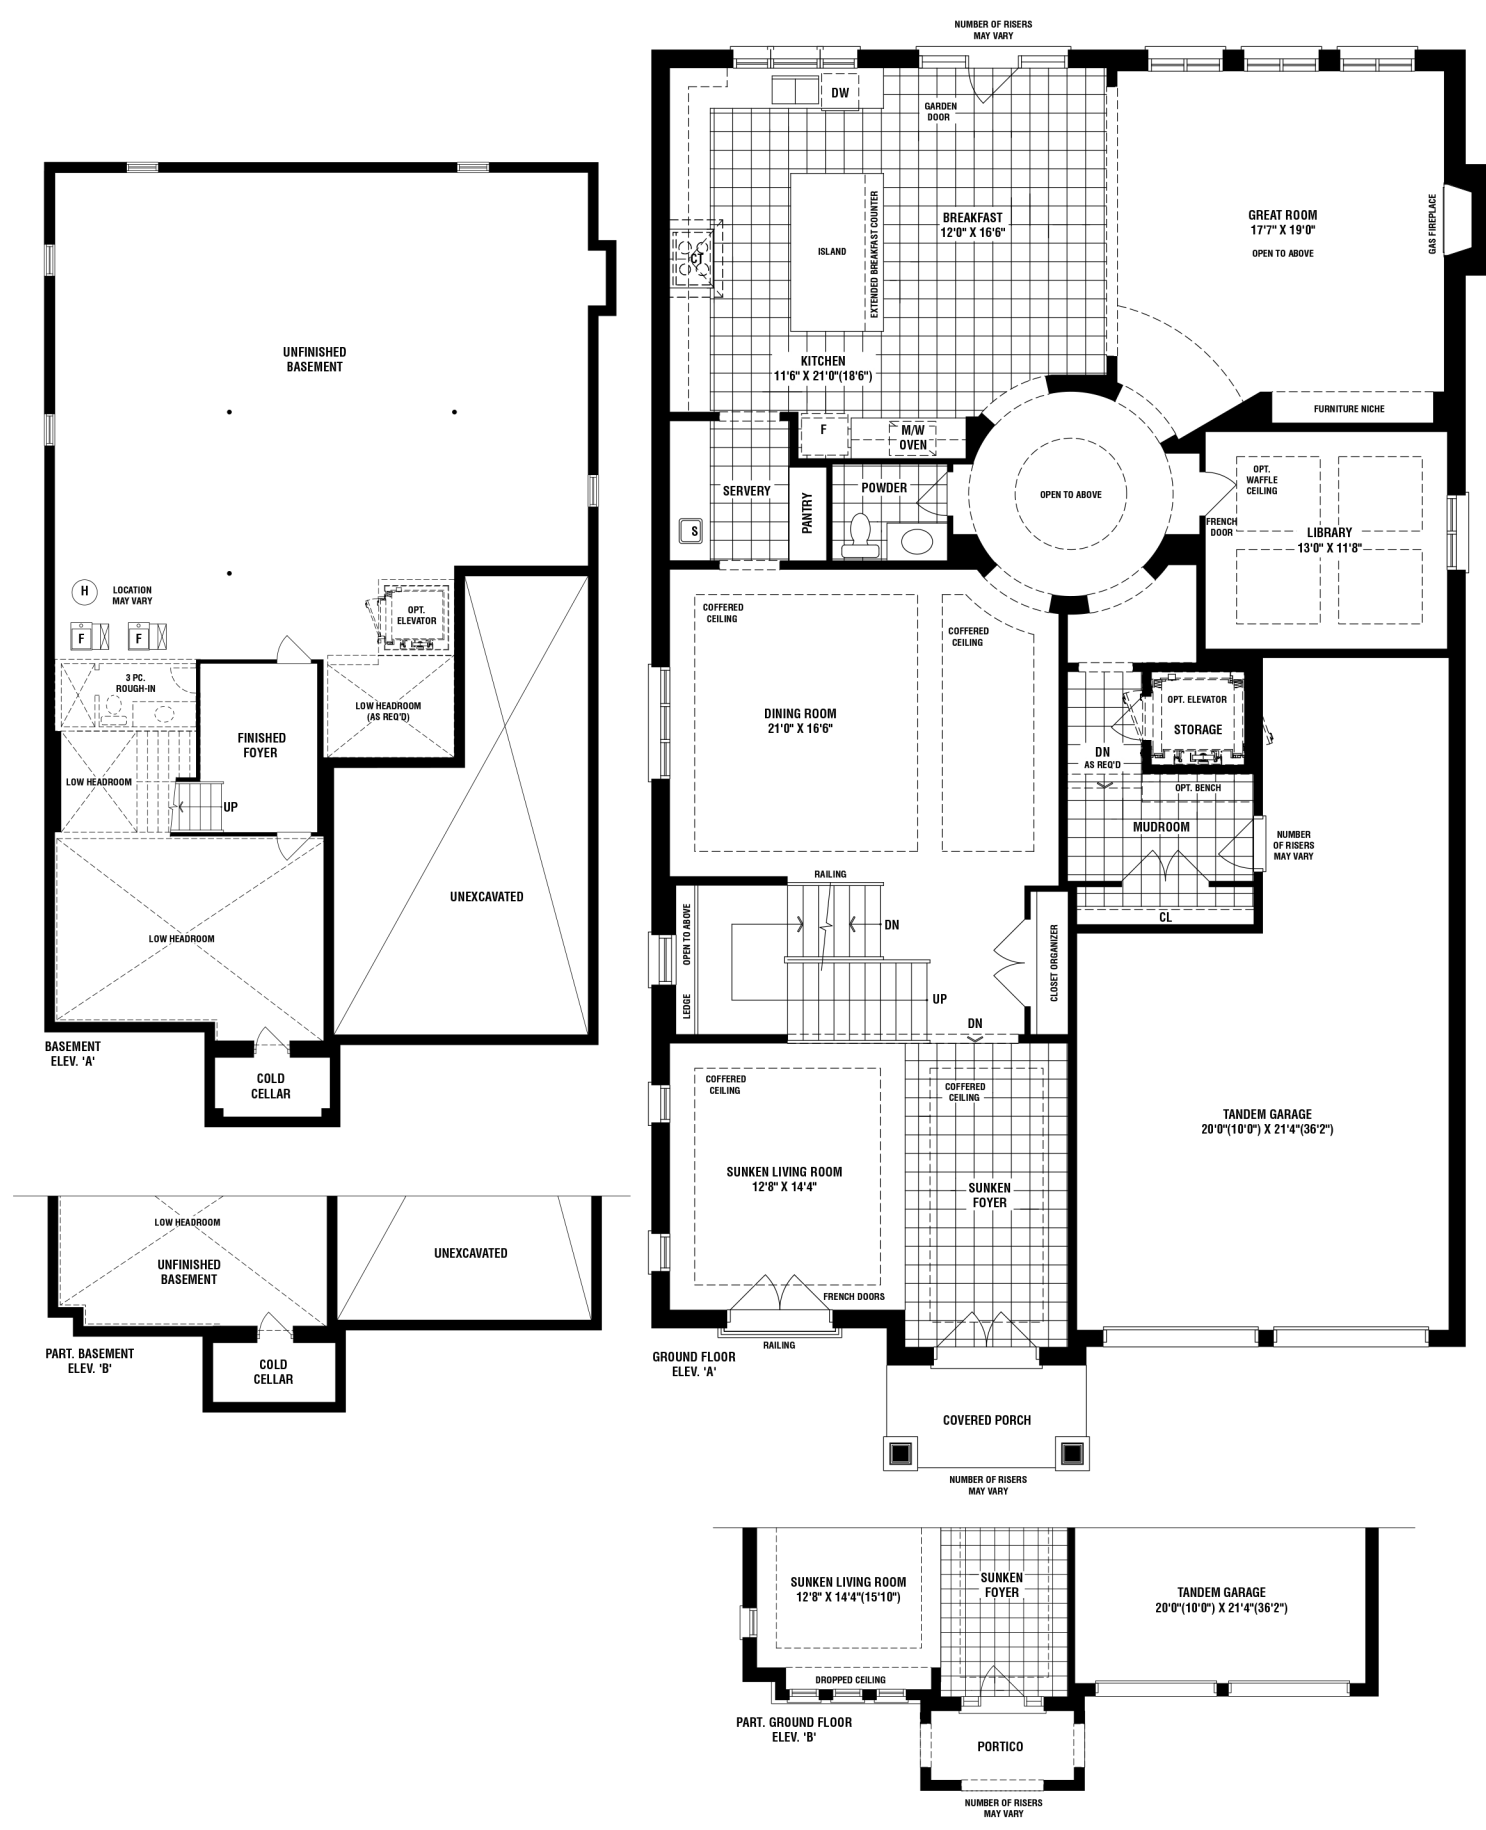 UNFINISHED
BASEMENT
H
LOCATION
MAY VARY
F
F
OPT.
ELEVATOR
3 PC.
ROUGH-IN
LOW HEADROOM
(AS REQ'D)
FINISHED
FOYER
LOW HEADROOM
UP
UNEXCAVATED
LOW HEADROOM
BASEMENT
ELEV. 'A'
COLD
CELLAR
LOW HEADROOM
UNFINISHED
BASEMENT
UNEXCAVATED
PART. BASEMENT
ELEV. 'B'
COLD
CELLAR
NUMBER OF RISERS
MAY VARY
DW
GARDEN
DOOR
BREAKFAST
12'0" X 16'6"
GREAT ROOM
17'7" X 19'0"
OPEN TO ABOVE
GAS FIREPLACE
CT
ISLAND
EXTENDED BREAKFAST COUNTER
KITCHEN
11'6" X 21'0"(18'6")
FURNITURE NICHE
F
M/W
OVEN
SERVERY
PANTRY
S
POWDER
OPEN TO ABOVE
OPT.
WAFFLE
CEILING
FRENCH
DOOR
LIBRARY
13'0" X 11'8"
COFFERED
CEILING
COFFERED
CEILING
DINING ROOM
21'0" X 16'6"
OPT. ELEVATOR
STORAGE
DN
AS REQ'D
OPT. BENCH
MUDROOM
NUMBER
OF RISERS
MAY VARY
CL
RAILING
OPEN TO ABOVE
LEDGE
DN
UP
CLOSET ORGANIZER
DN
COFFERED
CEILING
COFFERED
CEILING
SUNKEN LIVING ROOM
12'8" X 14'4"
SUNKEN
FOYER
TANDEM GARAGE
20'0"(10'0") X 21'4"(36'2")
FRENCH DOORS
RAILING
GROUND FLOOR
ELEV. 'A'
COVERED PORCH
NUMBER OF RISERS
MAY VARY
SUNKEN LIVING ROOM
12'8" X 14'4"(15'10")
SUNKEN
FOYER
TANDEM GARAGE
20'0"(10'0") X 21'4"(36'2")
DROPPED CEILING
PART. GROUND FLOOR
ELEV. 'B'
PORTICO
NUMBER OF RISERS
MAY VARY